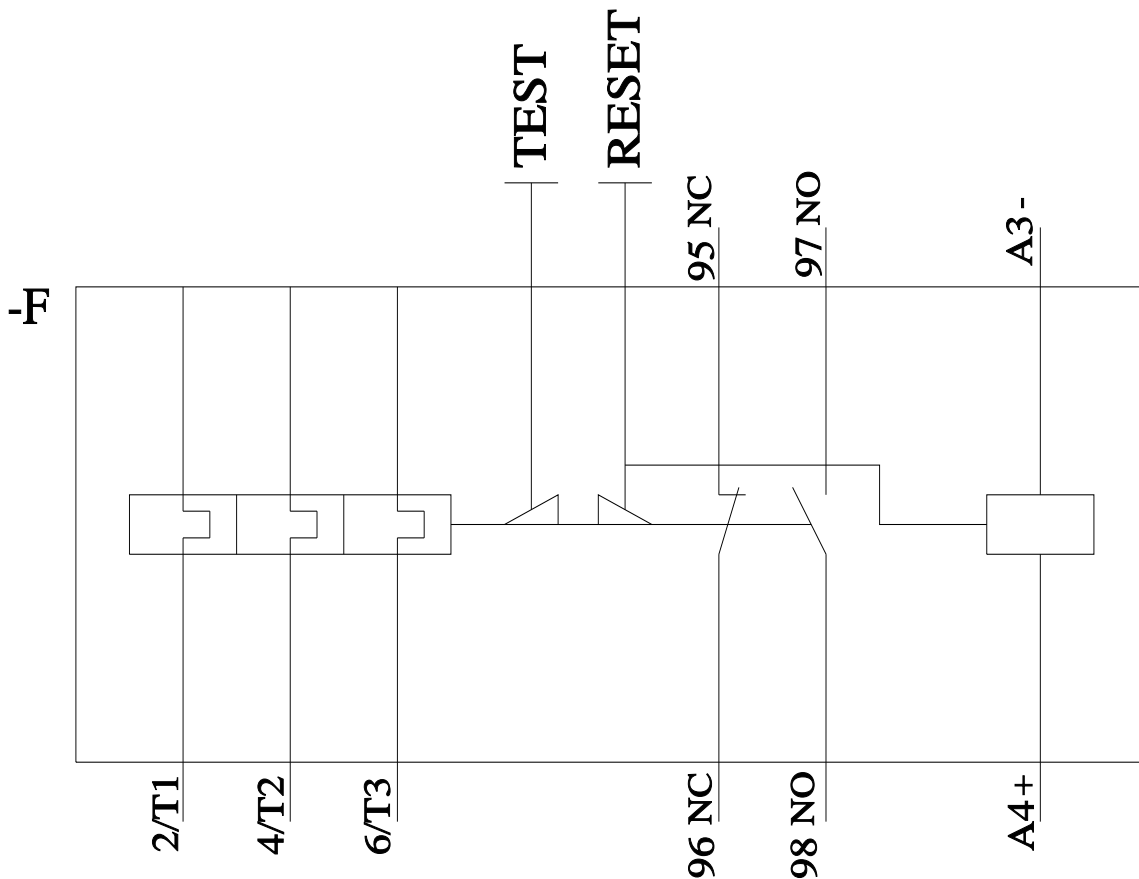 TEST
RESET
95 NC
97 NO
A3 -
-F
2/T1
4/T2
6/T3
96 NC
98 NO
A4 +